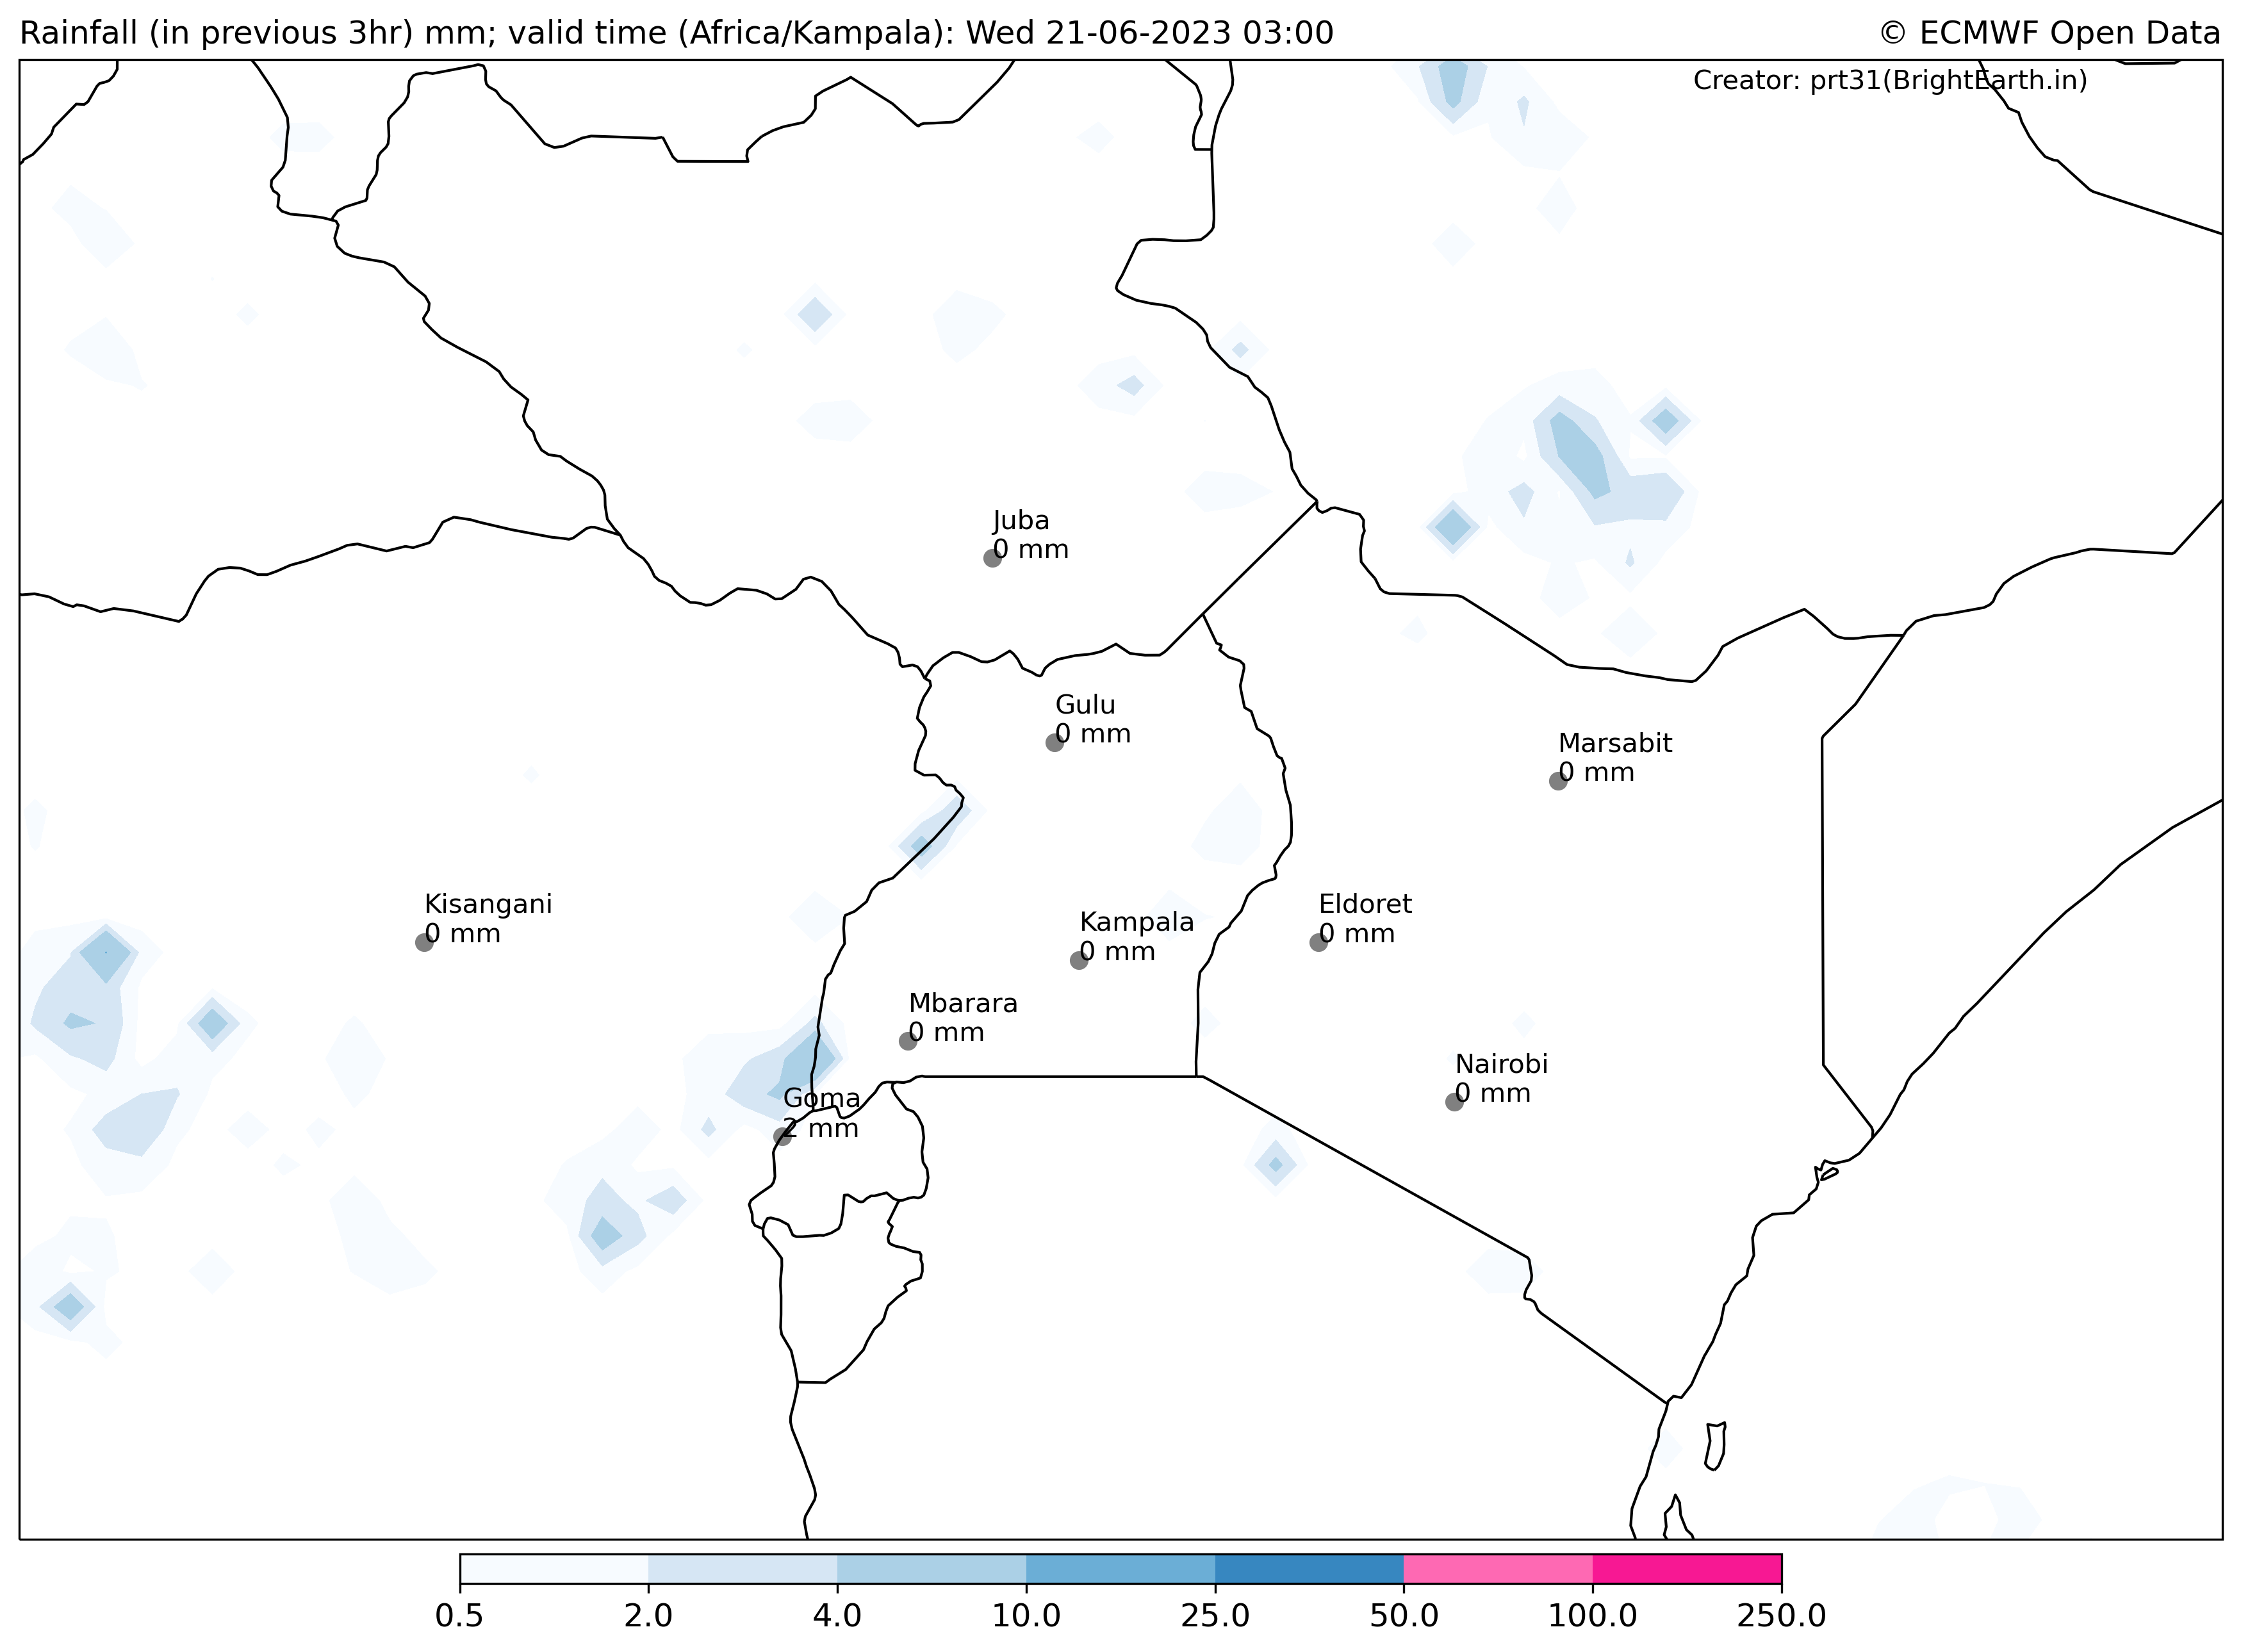 Rainfall (in previous 3hr) mm; valid time (Africa/Kampala): Wed 21-06-2023 03:00
© ECMWF Open Data
Creator: prt31(BrightEarth.in)
Juba
0 mm
Gulu
0 mm
Marsabit
0 mm
Kisangani
0 mm
Kampala
0 mm
Eldoret
0 mm
Mbarara
0 mm
Nairobi
0 mm
Goma
2 mm
0.5 2.0 4.0 10.0 25.0 50.0 100.0 250.0